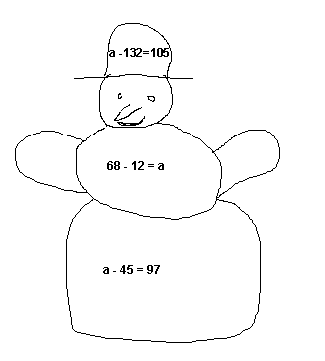 a -132=105
68 - 12 = a
a - 45 = 97